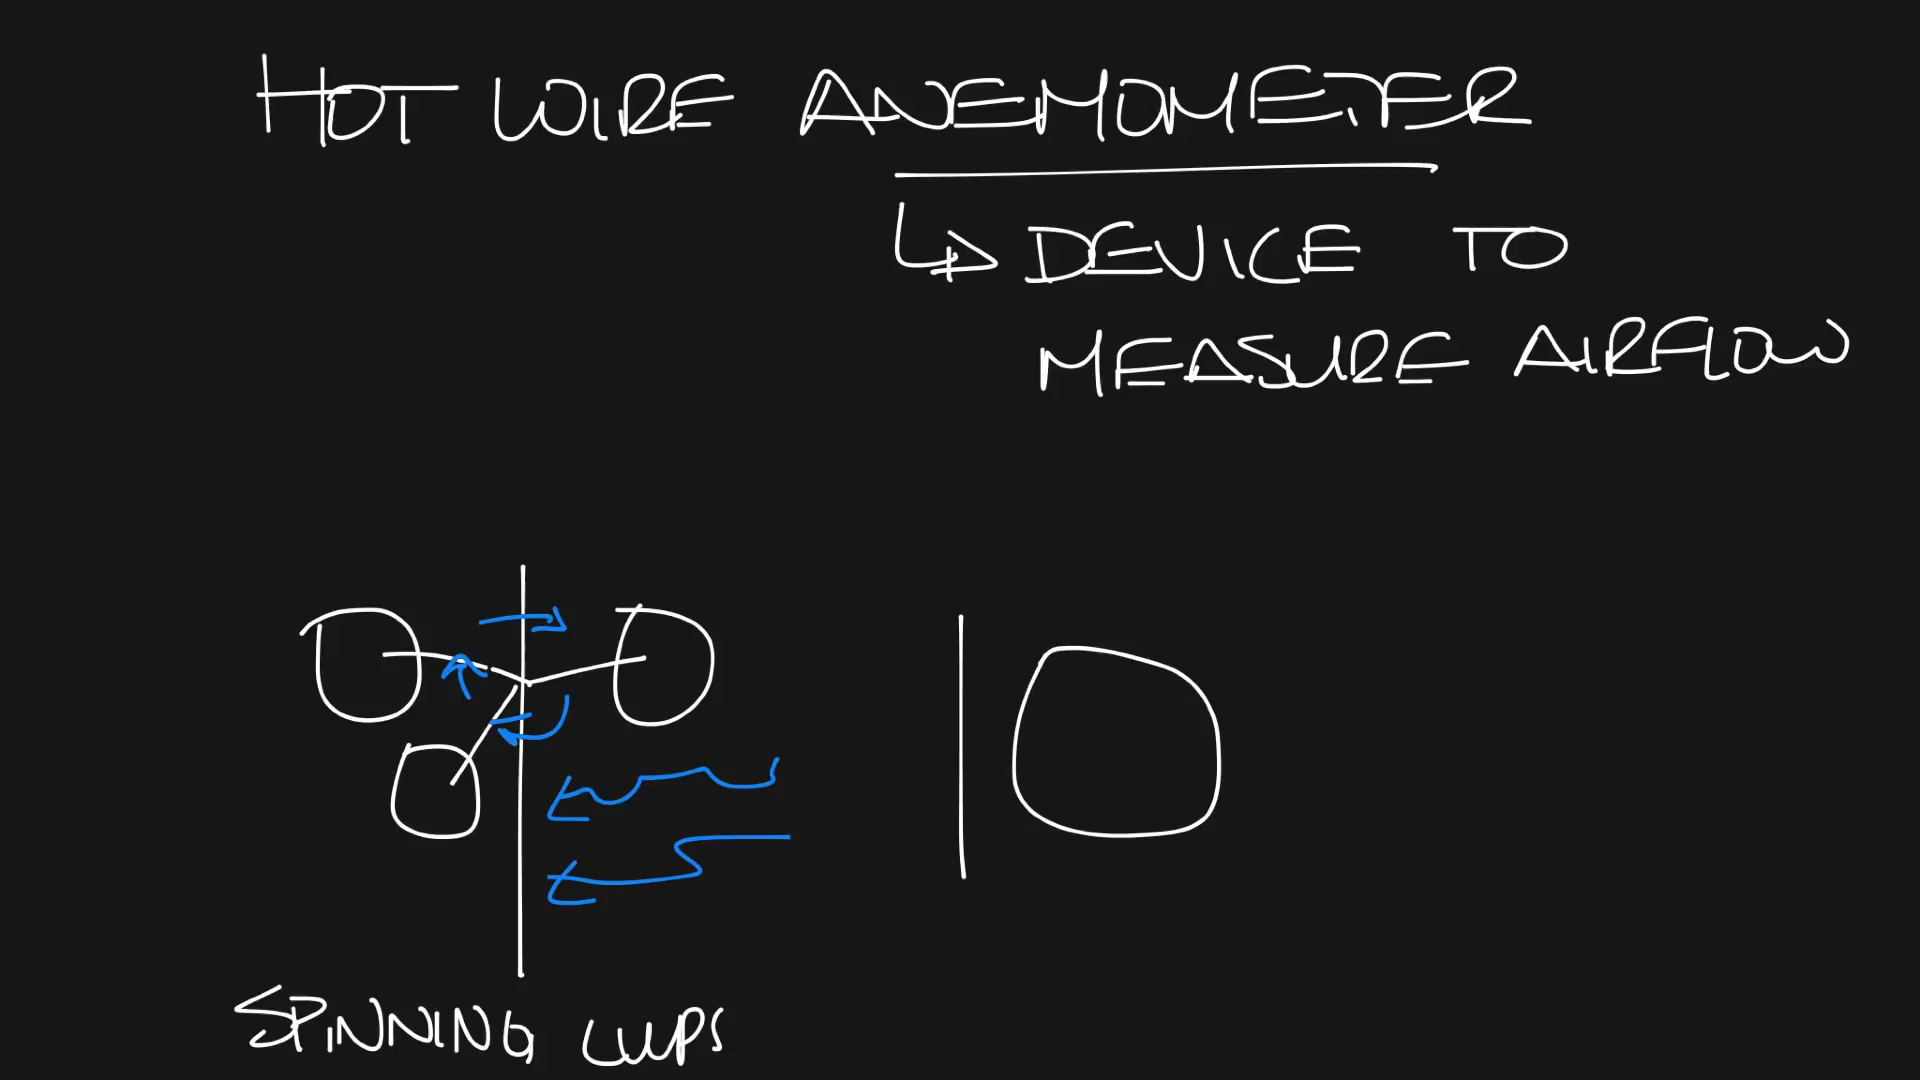 HOT WIRE ANEMOMETER
↳ DEVICE TO
MEASURE AIRFLOW
SPINNING CUPS